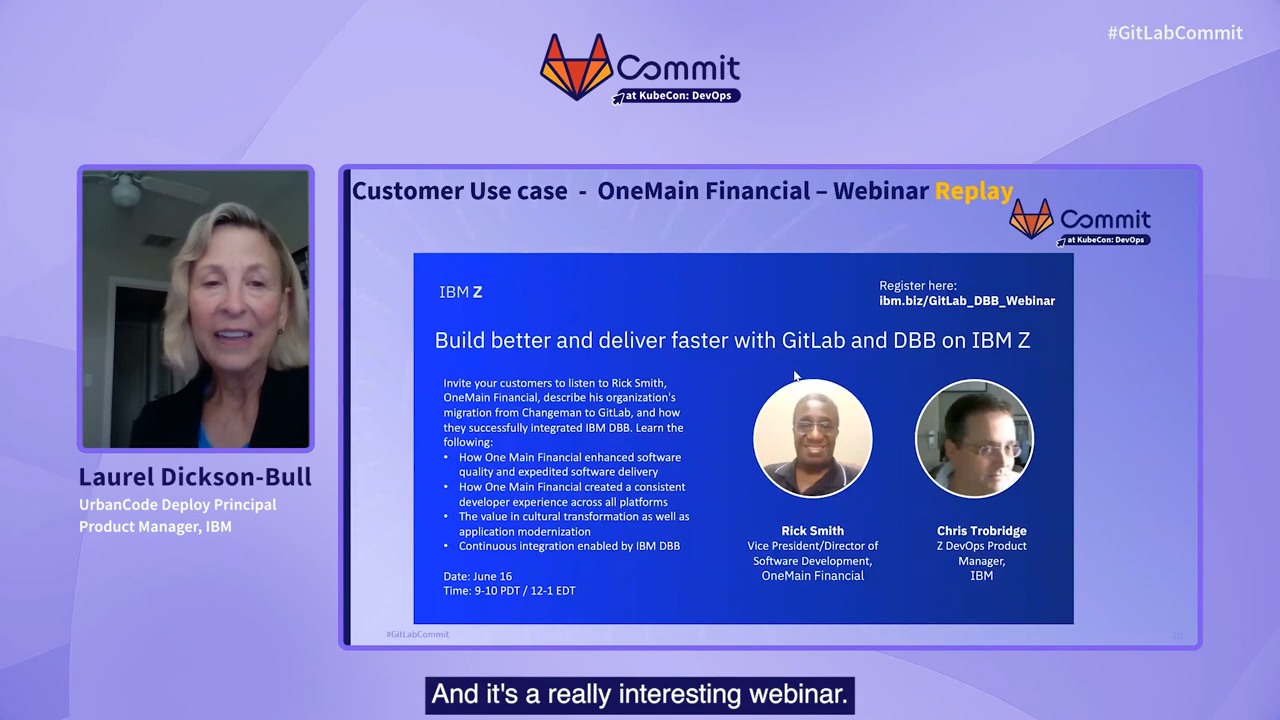 #GitLabCommit
Commit
at KubeCon: DevOps
Customer Use case - OneMain Financial – Webinar Replay
Commit
at KubeCon: DevOps
IBM Z
Register here:
ibm.biz/GitLab_DBB_Webinar
Build better and deliver faster with GitLab and DBB on IBM Z
Invite your customers to listen to Rick Smith,
OneMain Financial, describe his organization's
migration from Changeman to GitLab, and how
they successfully integrated IBM DBB. Learn the
following:
• How One Main Financial enhanced software
quality and expedited software delivery
• How One Main Financial created a consistent
developer experience across all platforms
• The value in cultural transformation as well as
application modernization
• Continuous integration enabled by IBM DBB
Date: June 16
Time: 9-10 PDT / 12-1 EDT
Rick Smith
Vice President/Director of
Software Development,
OneMain Financial
Chris Trobridge
Z DevOps Product
Manager,
IBM
#GitLabCommit
Laurel Dickson-Bull
UrbanCode Deploy Principal
Product Manager, IBM
And it's a really interesting webinar.